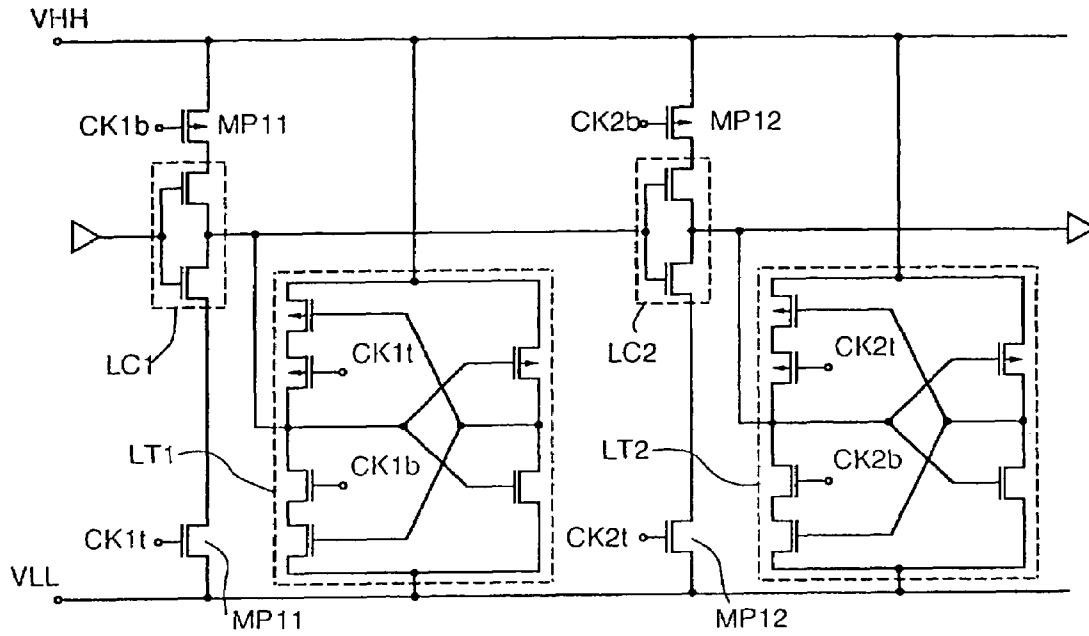 VHH
CK1b
MP11
CK2b
MP12
LC1
CK1t
LC2
CK2t
LT1
CK1b
LT2
CK2b
CK1t
CK2t
VLL
MP11
MP12